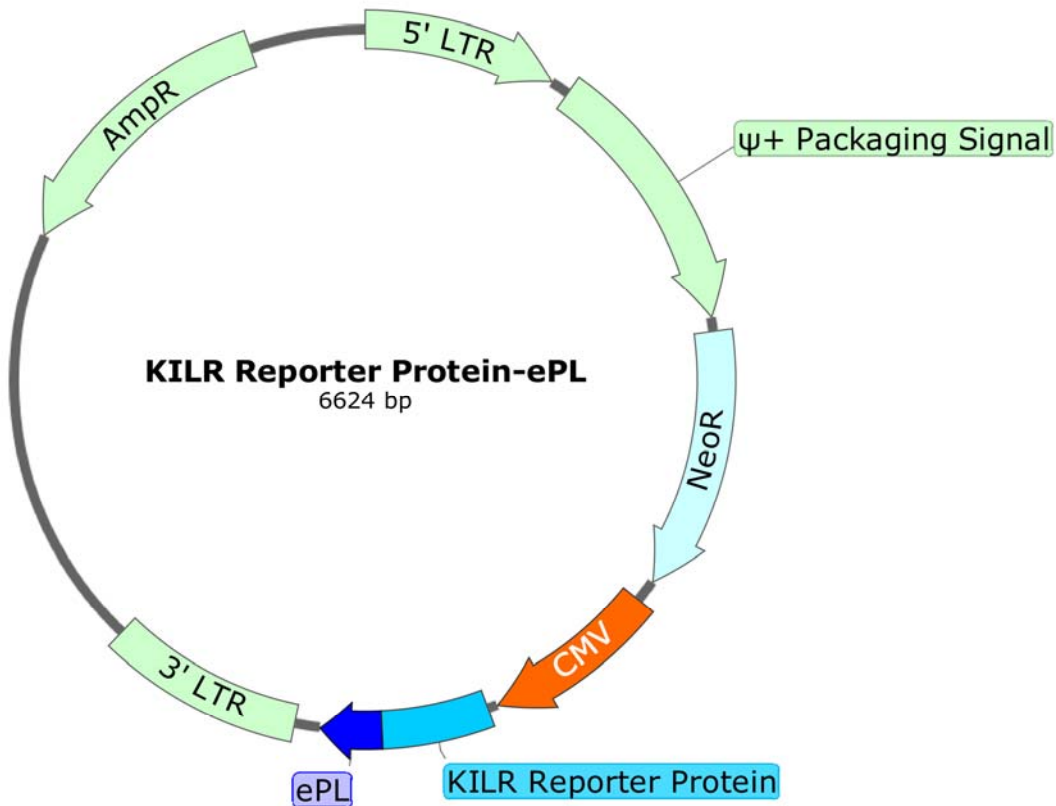 5' LTR
AmpR
ψ+ Packaging Signal
KILR Reporter Protein-ePL
6624 bp
NeoR
CMV
3' LTR
ePL
KILR Reporter Protein